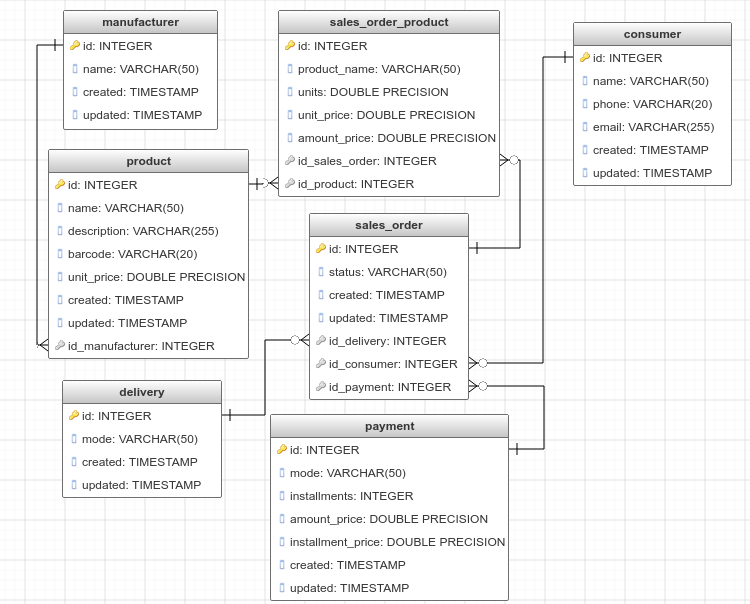 manufacturer
id: INTEGER
name: VARCHAR(50)
created: TIMESTAMP
updated: TIMESTAMP
sales_order_product
id: INTEGER
product_name: VARCHAR(50)
units: DOUBLE PRECISION
unit_price: DOUBLE PRECISION
amount_price: DOUBLE PRECISION
id_sales_order: INTEGER
id_product: INTEGER
consumer
id: INTEGER
name: VARCHAR(50)
phone: VARCHAR(20)
email: VARCHAR(255)
created: TIMESTAMP
updated: TIMESTAMP
product
id: INTEGER
name: VARCHAR(50)
description: VARCHAR(255)
barcode: VARCHAR(20)
unit_price: DOUBLE PRECISION
created: TIMESTAMP
updated: TIMESTAMP
id_manufacturer: INTEGER
sales_order
id: INTEGER
status: VARCHAR(50)
created: TIMESTAMP
updated: TIMESTAMP
id_delivery: INTEGER
id_consumer: INTEGER
id_payment: INTEGER
delivery
id: INTEGER
mode: VARCHAR(50)
created: TIMESTAMP
updated: TIMESTAMP
payment
id: INTEGER
mode: VARCHAR(50)
installments: INTEGER
amount_price: DOUBLE PRECISION
installment_price: DOUBLE PRECISION
created: TIMESTAMP
updated: TIMESTAMP